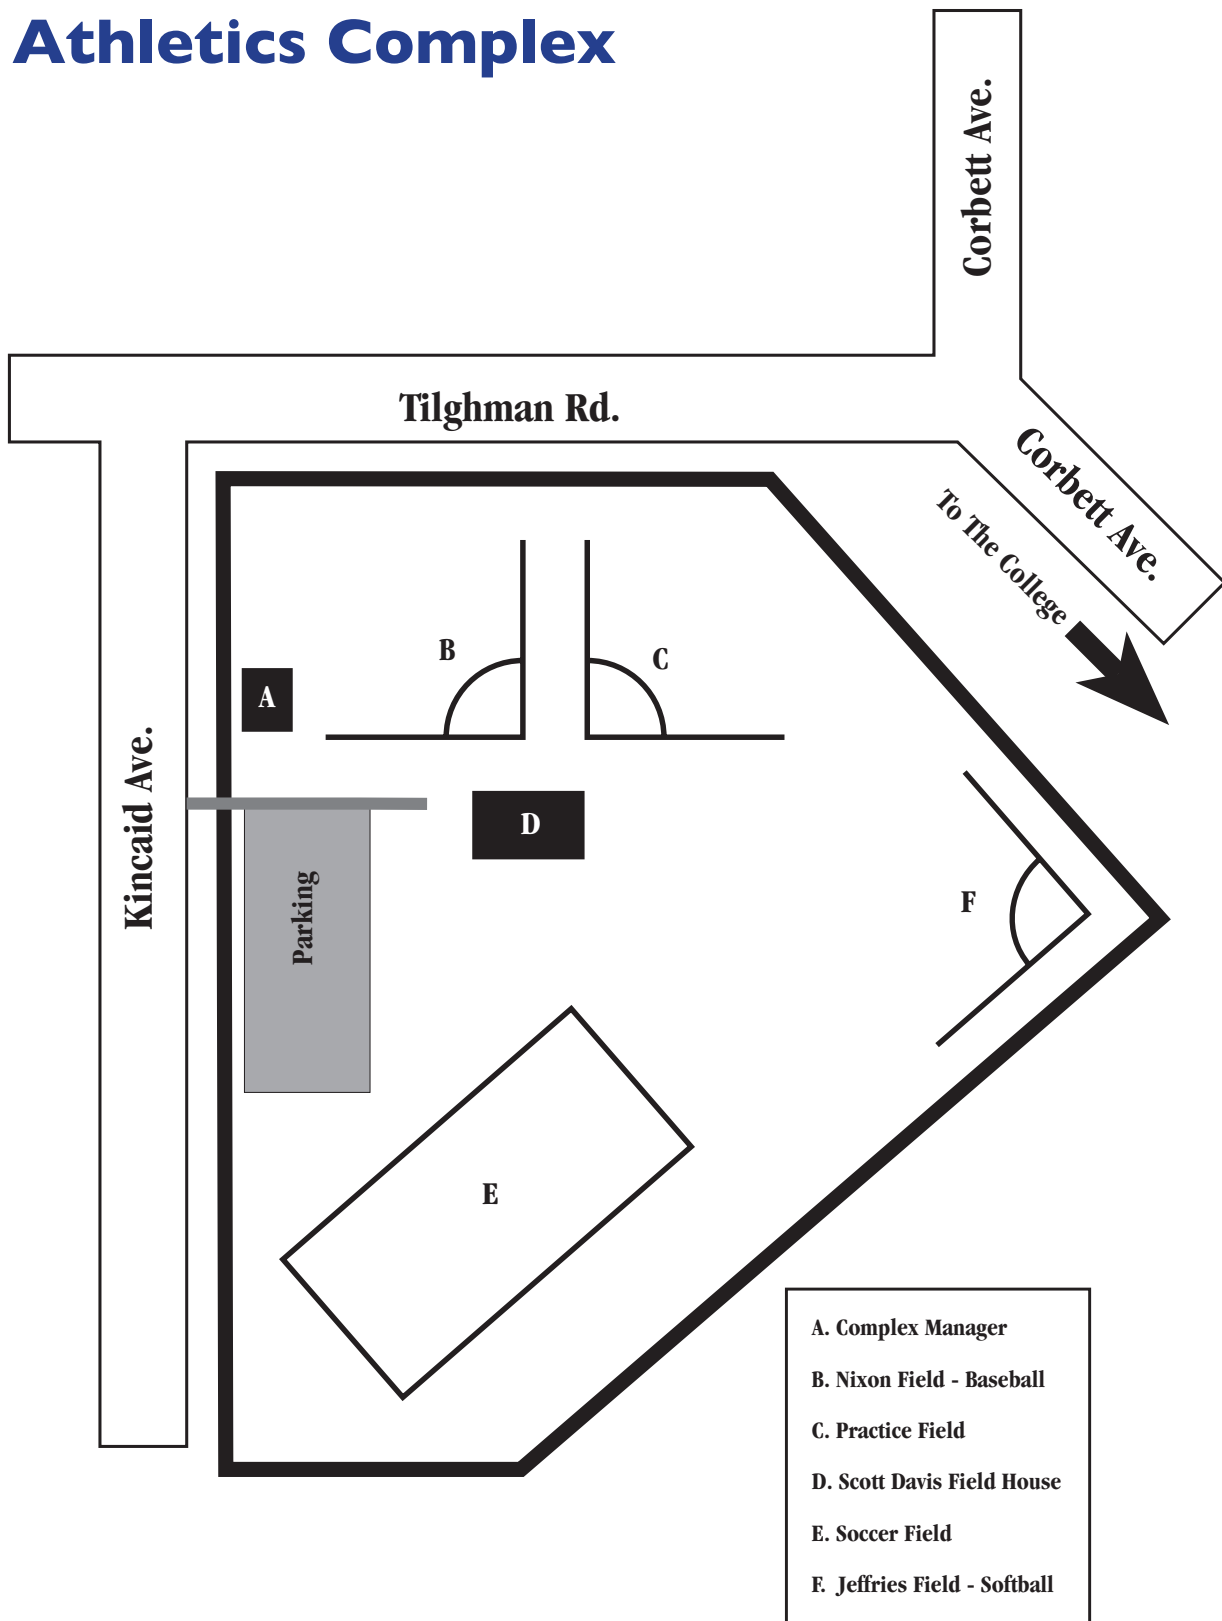 Athletics Complex
Corbett Ave.
Tilghman Rd.
Corbett Ave.
To The College
B
C
A
Kincaid Ave.
D
Parking
F
E
A. Complex Manager
B. Nixon Field - Baseball
C. Practice Field
D. Scott Davis Field House
E. Soccer Field
F. Jeffries Field - Softball